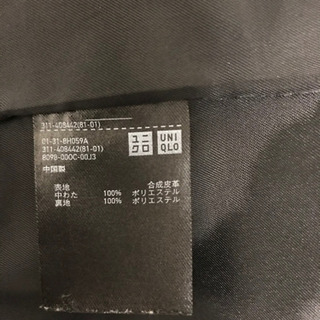 311-408442(81-01)
01-31-8H059A
311-408442(81-01)
8098-000C-00J3
中国製
ユニ
クロ
UNI
QLO
表地 合成皮革
中わた 100% ポリエステル
裏地 100% ポリエステル